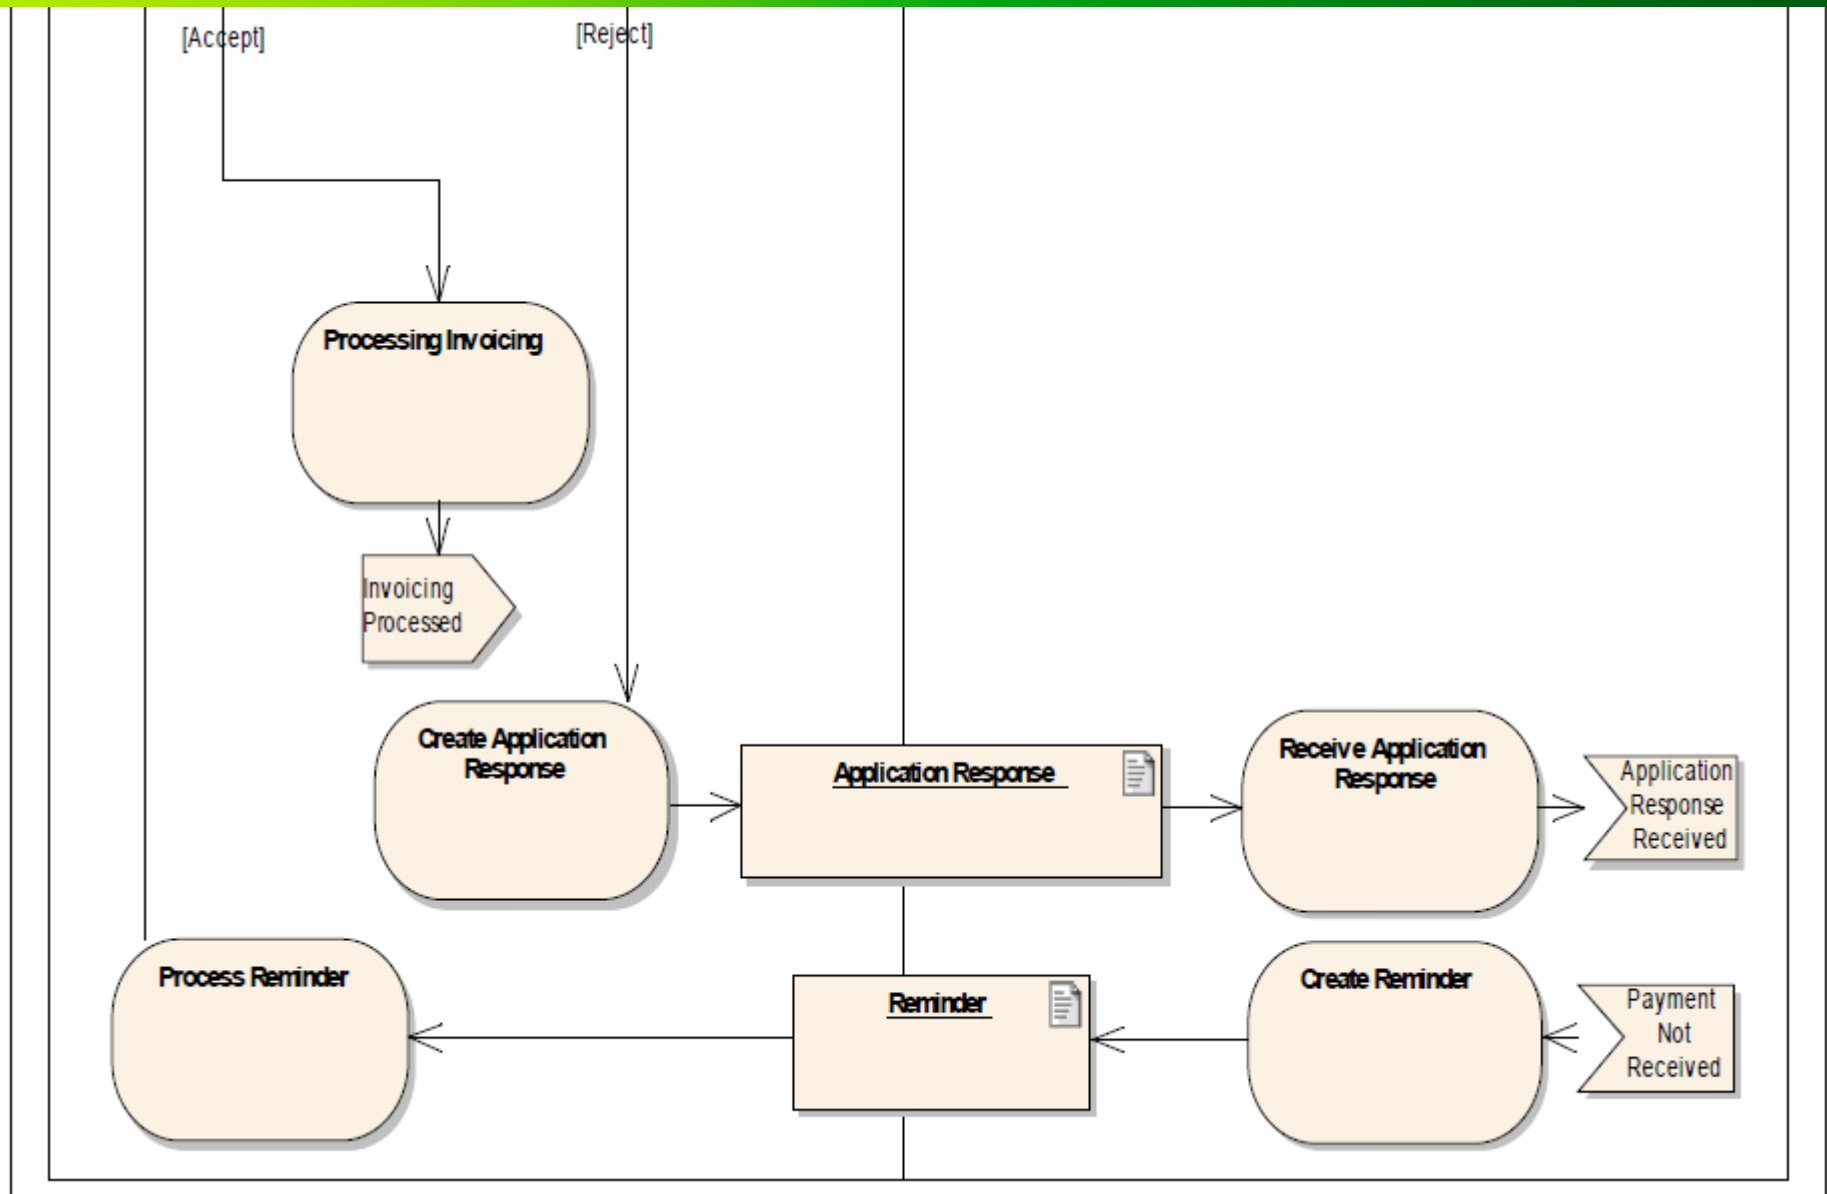 [Accept]
[Reject]
Processing Invoicing
Invoicing
Processed
Create Application
Response
Application Response
Receive Application
Response
Application
Response
Received
Process Reminder
Reminder
Create Reminder
Payment
Not
Received